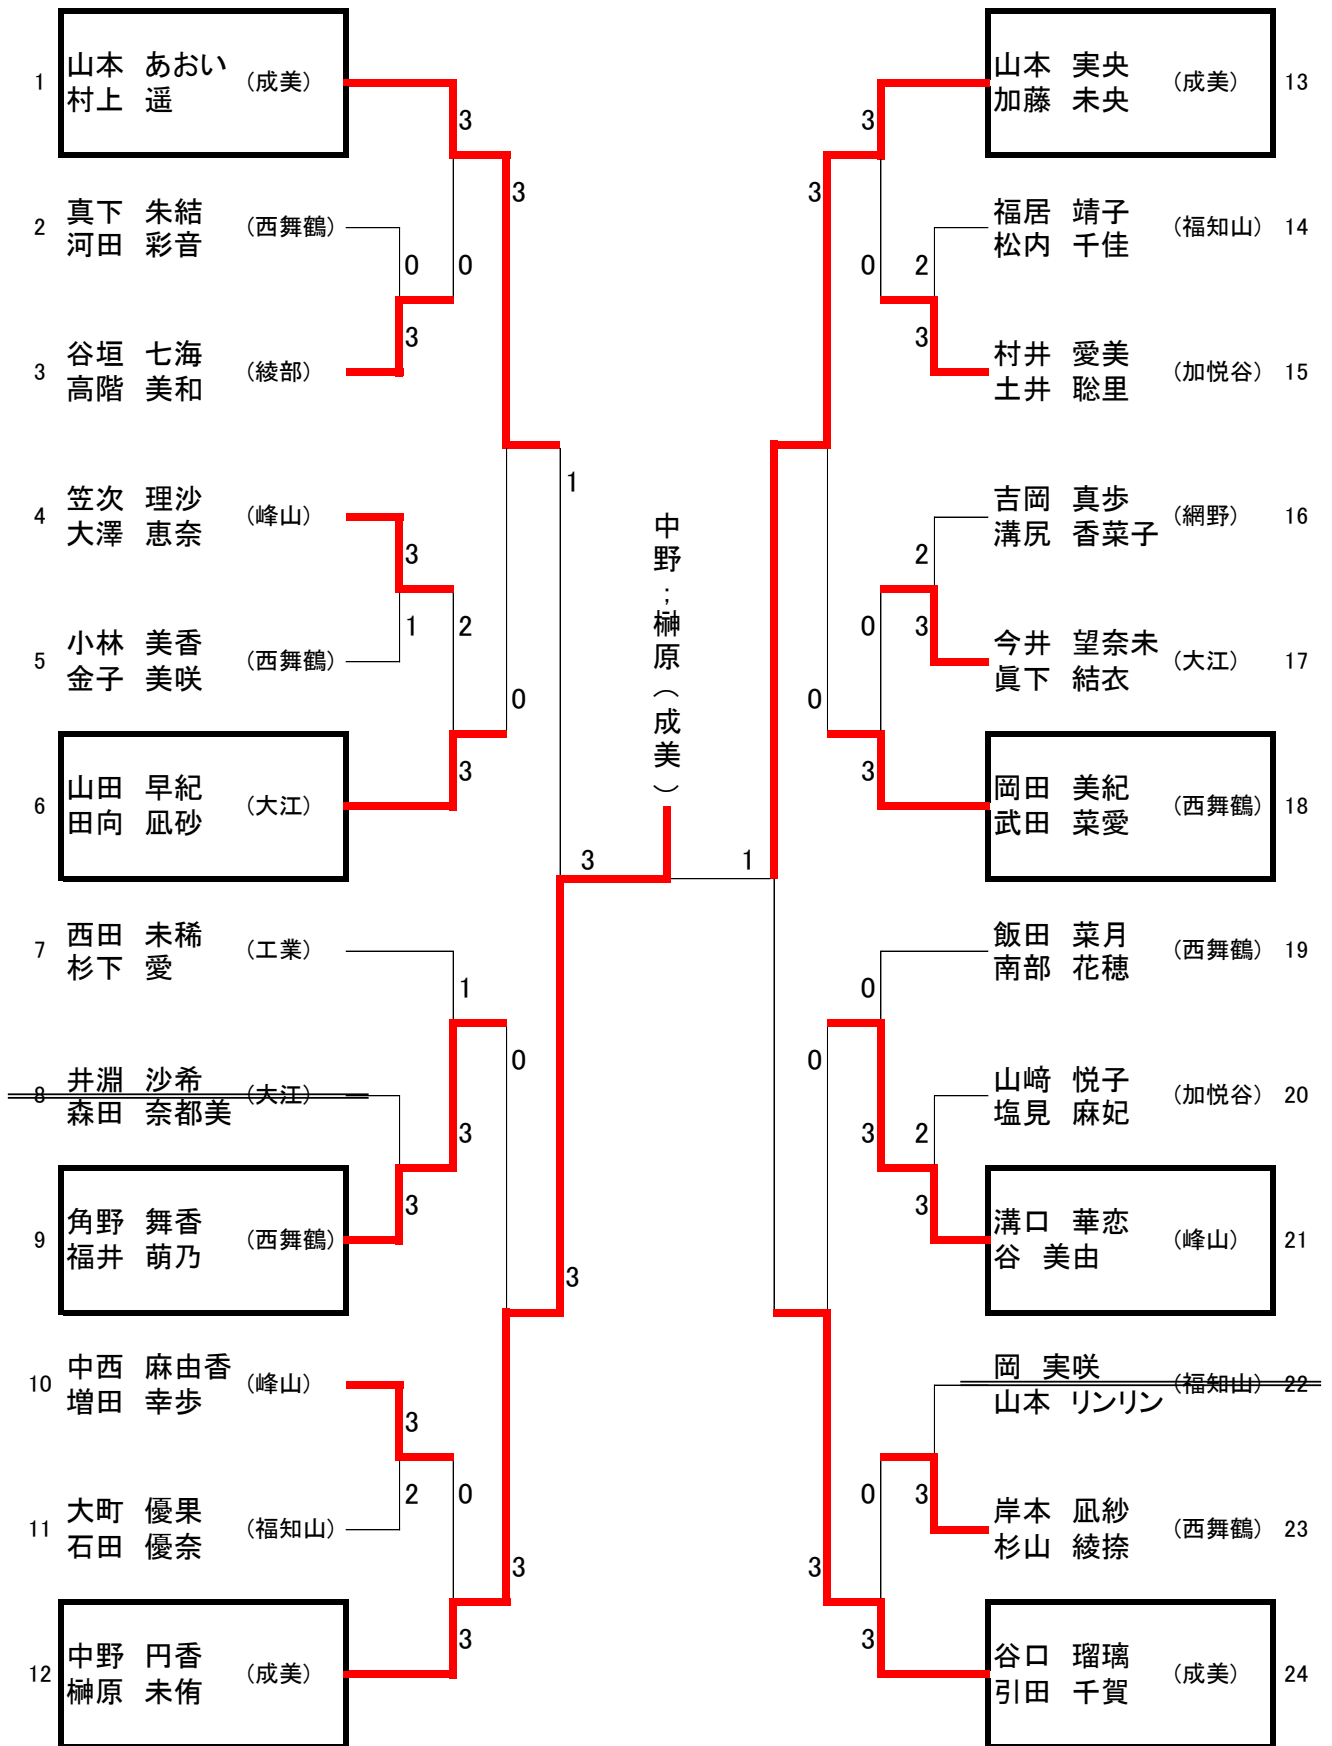 1 山本 あおい (成美)
村上 遥
3
3
2 真下 朱結 (西舞鶴)
河田 彩音
0 0
3
3 谷垣 七海 (綾部)
高階 美和
1
4 笠次 理沙 (峰山)
大澤 恵奈
3
1 2
5 小林 美香 (西舞鶴)
金子 美咲
0
3
6 山田 早紀 (大江)
田向 凪砂
7 西田 未稀 (工業)
杉下 愛
1
0
8 井淵 沙希 (大江)
森田 奈都美
3
3
9 角野 舞香 (西舞鶴)
福井 萌乃
3
10 中西 麻由香 (峰山)
増田 幸歩
3
2 0
11 大町 優果 (福知山)
石田 優奈
3
3
12 中野 円香 (成美)
榊原 未侑
中野;榊原(成美)
3 1
山本 実央 (成美) 13
加藤 未央
3
3
福居 靖子 (福知山) 14
松内 千佳
0 2
3
村井 愛美 (加悦谷) 15
土井 聡里
吉岡 真歩 (網野) 16
溝尻 香菜子
2
0 3
今井 望奈未 (大江) 17
眞下 結衣
0
3
岡田 美紀 (西舞鶴) 18
武田 菜愛
飯田 菜月 (西舞鶴) 19
南部 花穂
0
0
山﨑 悦子 (加悦谷) 20
塩見 麻妃
3 2
3
溝口 華恋 (峰山) 21
谷 美由
岡 実咲 (福知山) 22
山本 リンリン
0 3
岸本 凪紗 (西舞鶴) 23
杉山 綾捺
3
3
谷口 瑠璃 (成美) 24
引田 千賀